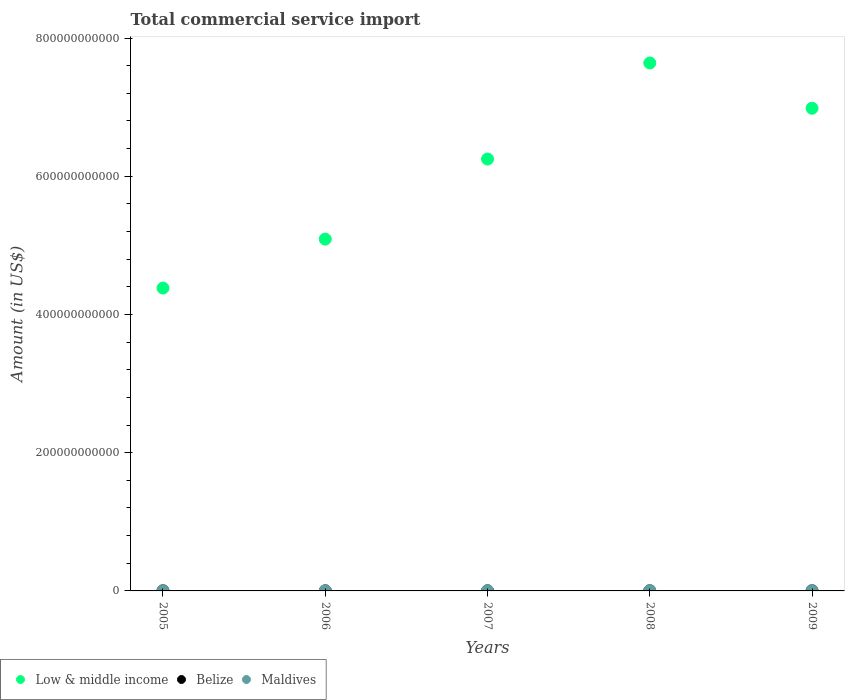 Total commercial service import
Amount (in US$)
800000000000
600000000000
400000000000
200000000000
0
2005
2006
2007
2008
2009
Years
Low & middle income
Belize
Maldives